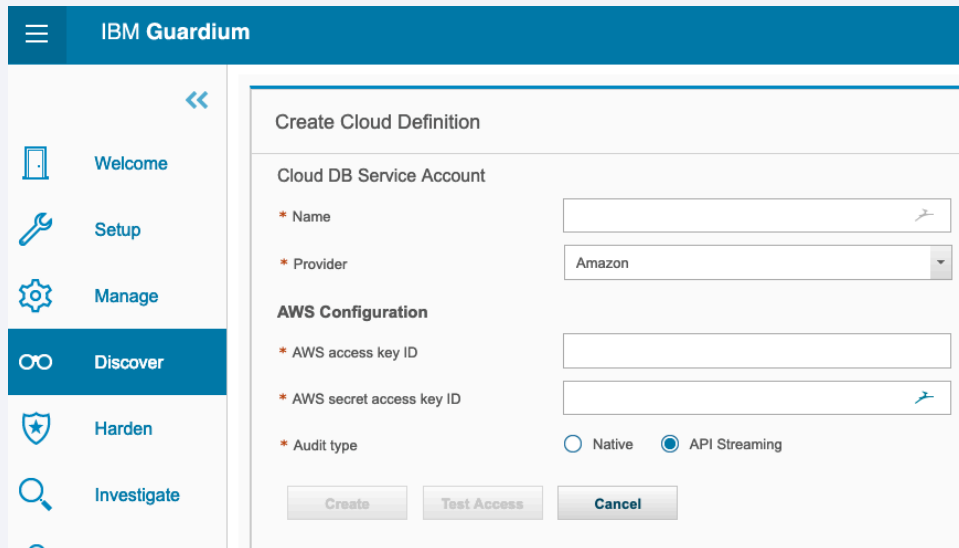 IBM Guardium
Welcome
Setup
Manage
Discover
Harden
Investigate
Create Cloud Definition
Cloud DB Service Account
* Name
* Provider
Amazon
AWS Configuration
* AWS access key ID
* AWS secret access key ID
* Audit type
Native API Streaming
Create Test Access Cancel